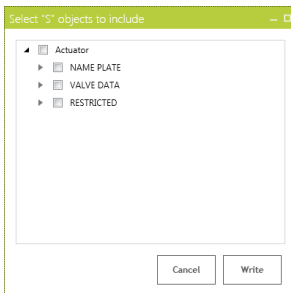 Select "S" objects to include
Actuator
NAME PLATE
VALVE DATA
RESTRICTED
Cancel Write